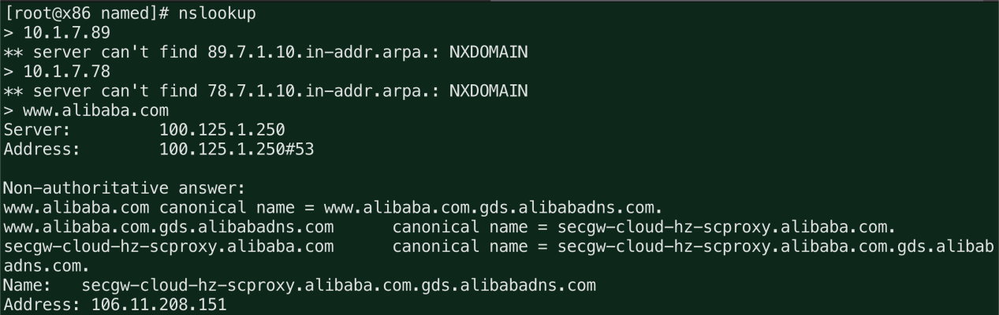 [root@x86 named]# nslookup
> 10.1.7.89
** server can't find 89.7.1.10.in-addr.arpa.: NXDOMAIN
> 10.1.7.78
** server can't find 78.7.1.10.in-addr.arpa.: NXDOMAIN
> www.alibaba.com
Server:         100.125.1.250
Address:        100.125.1.250#53

Non-authoritative answer:
www.alibaba.com canonical name = www.alibaba.com.gds.alibabadns.com.
www.alibaba.com.gds.alibabadns.com      canonical name = secgw-cloud-hz-scproxy.alibaba.com.
secgw-cloud-hz-scproxy.alibaba.com      canonical name = secgw-cloud-hz-scproxy.alibaba.com.gds.alibab
adns.com.
Name:   secgw-cloud-hz-scproxy.alibaba.com.gds.alibabadns.com
Address: 106.11.208.151